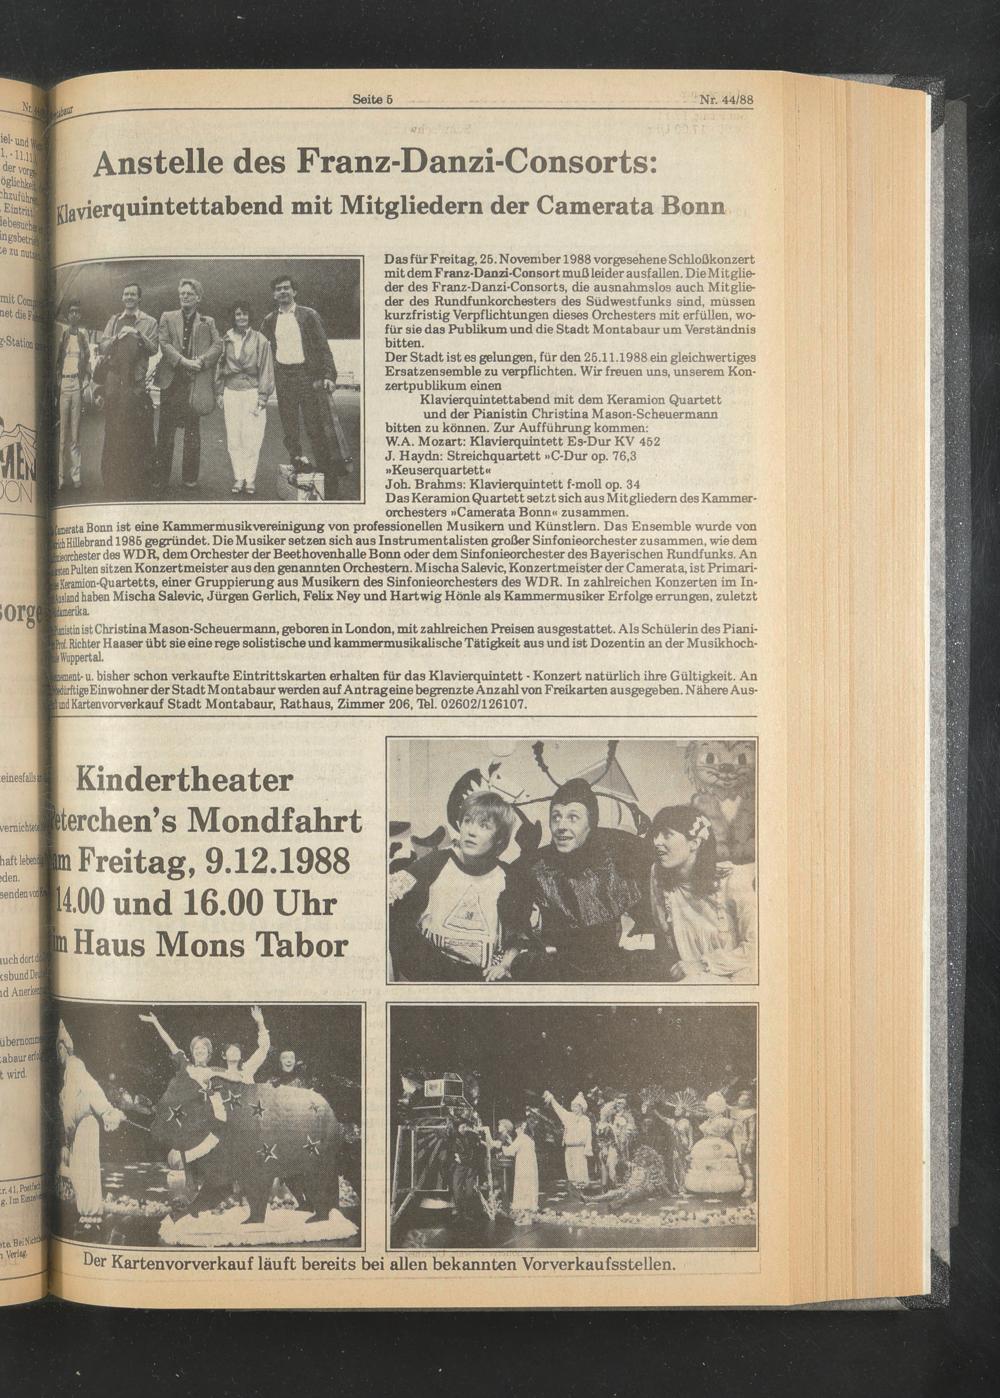 Seite 5
Nr. 44/88
Anstelle des Franz-Danzi-Consorts:
Klavierquintettabend mit Mitgliedern der Camerata Bonn
Das für Freitag, 25. November 1988 vorgesehene Schloßkonzert
mit dem Franz-Danzi-Consort muß leider ausfallen. Die Mitglie-
der des Franz-Danzi-Consorts, die ausnahmslos auch Mitglie-
der des Rundfunkorchesters des Südwestfunks sind, müssen
kurzfristig Verpflichtungen dieses Orchesters mit erfüllen, wo-
für sie das Publikum und die Stadt Montabaur um Verständnis
bitten.
Der Stadt ist es gelungen, für den 25.11.1988 ein gleichwertiges
Ersatzensemble zu verpflichten. Wir freuen uns, unserem Kon-
zertpublikum einen
Klavierquintettabend mit dem Keramion Quartett
und der Pianistin Christina Mason-Scheuermann
bitten zu können. Zur Aufführung kommen:
W.A. Mozart: Klavierquintett Es-Dur KV 452
J. Haydn: Streichquartett »C-Dur op. 76,3
»Keuserquartett«
Joh. Brahms: Klavierquintett f-moll op. 34
Das Keramion Quartett setzt sich aus Mitgliedern des Kammer-
orchesters »Camerata Bonn« zusammen.
Camerata Bonn ist eine Kammermusikvereinigung von professionellen Musikern und Künstlern. Das Ensemble wurde von
Hillebrand 1985 gegründet. Die Musiker setzen sich aus Instrumentalisten großer Sinfonieorchester zusammen, wie dem
des WDR, dem Orchester der Beethovenhalle Bonn oder dem Sinfonieorchester des Bayerischen Rundfunks. An
Pulten sitzen Konzertmeister aus den genannten Orchestern. Mischa Salevic, Konzertmeister der Camerata, ist Primari-
Keramion-Quartetts, einer Gruppierung aus Musikern des Sinfonieorchesters des WDR. In zahlreichen Konzerten im In-
Ausland haben Mischa Salevic, Jürgen Gerlich, Felix Ney und Hartwig Hönle als Kammermusiker Erfolge errungen, zuletzt
ist Christina Mason-Scheuermann, geboren in London, mit zahlreichen Preisen ausgestattet. Als Schülerin des Piani-
Prof. Richter Haaser übt sie eine rege solistische und kammermusikalische Tätigkeit aus und ist Dozentin an der Musikhoch-
Wuppertal.
u. bisher schon verkaufte Eintrittskarten erhalten für das Klavierquintett - Konzert natürlich ihre Gültigkeit. An
Einwohner der Stadt Montabaur werden auf Antrag eine begrenzte Anzahl von Freikarten ausgegeben. Nähere Aus-
und Kartenvorverkauf Stadt Montabaur, Rathaus, Zimmer 206, Tel. 02602/126107.
Kindertheater
Peterchen's Mondfahrt
am Freitag, 9.12.1988
14.00 und 16.00 Uhr
im Haus Mons Tabor
Der Kartenvorverkauf läuft bereits bei allen bekannten Vorverkaufsstellen.